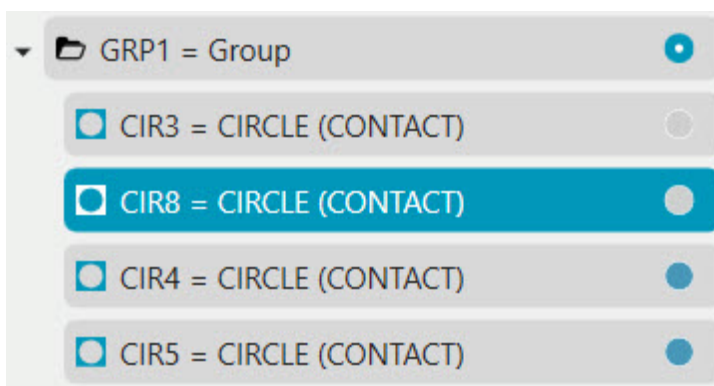 GRP1 = Group
CIR3 = CIRCLE (CONTACT)
CIR8 = CIRCLE (CONTACT)
CIR4 = CIRCLE (CONTACT)
CIR5 = CIRCLE (CONTACT)